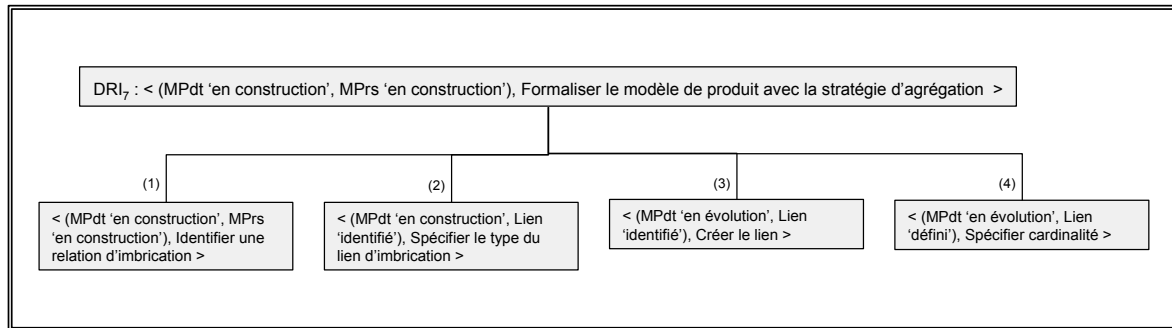 DRI7 : < (MPdt ‘en construction’, MPrs ‘en construction’), Formaliser le modèle de produit avec la stratégie d’agrégation >
(1)
(2)
(3)
(4)
< (MPdt ‘en construction’, MPrs
‘en construction’), Identifier une
relation d’imbrication >
< (MPdt ‘en construction’, Lien
‘identifié’), Spécifier le type du
lien d’imbrication >
< (MPdt ‘en évolution’, Lien
‘identifié’), Créer le lien >
< (MPdt ‘en évolution’, Lien
‘défini’), Spécifier cardinalité >